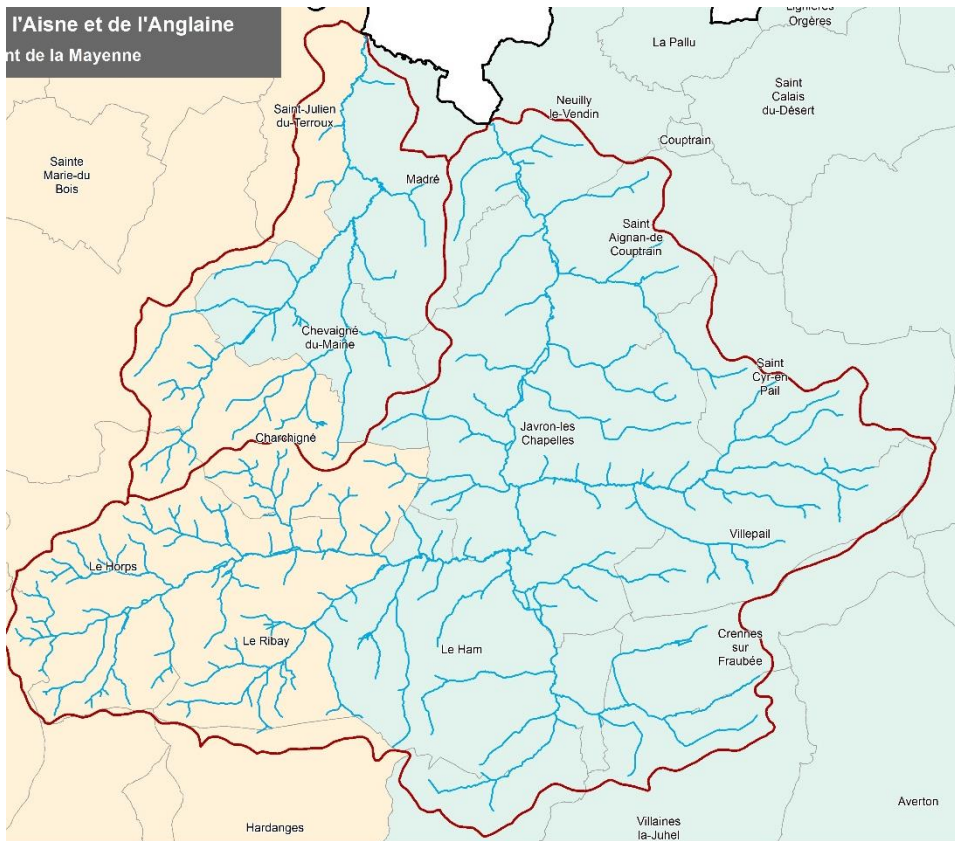 l'Aisne et de l'Anglaine
nt de la Mayenne
Orgères
La Pallu
Saint
Calais
du-Désert
Neuilly
le-Vendin
Saint-Julien
du-Terroux
Couptrain
Sainte
Marie-du
Bois
Madré
Saint
Aignan-de
Couptrain
Chevaigné
du-Maine
Saint
Cyr-en
Pail
Javron-les
Chapelles
Charchigné
Villepail
Le Horps
Le Ribay
Le Ham
Crennes
sur
Fraubée
Averton
Hardanges
Villaines
la-Juhel